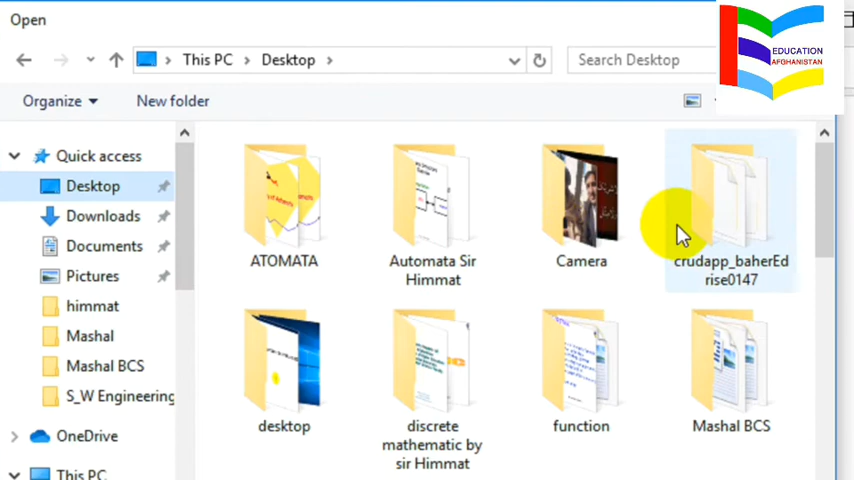 Open
This PC
Desktop
Search Desktop
EDUCATION
AFGHANISTAN
Organize
New folder
Quick access
Desktop
Downloads
Documents
Pictures
himmat
Mashal
Mashal BCS
S_W Engineering
OneDrive
This PC
ATOMATA
Automata Sir
Himmat
Camera
crudapp_baherEd
rise0147
desktop
discrete
mathematic by
sir Himmat
function
Mashal BCS